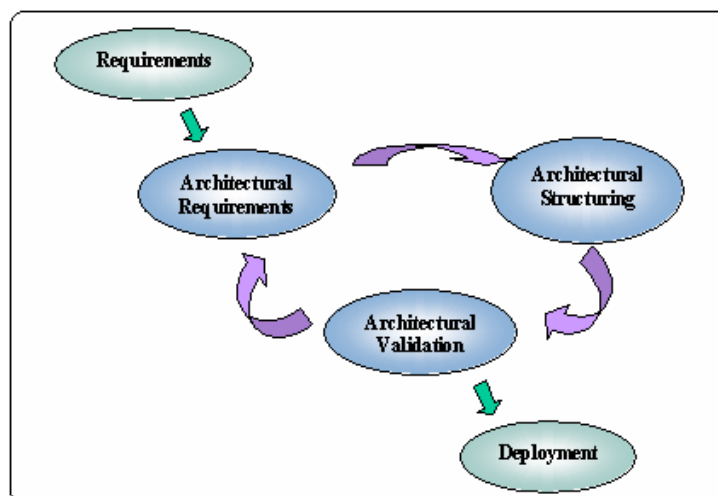 Requirements
Architectural
Requirements
Architectural
Structuring
Architectural
Validation
Deployment